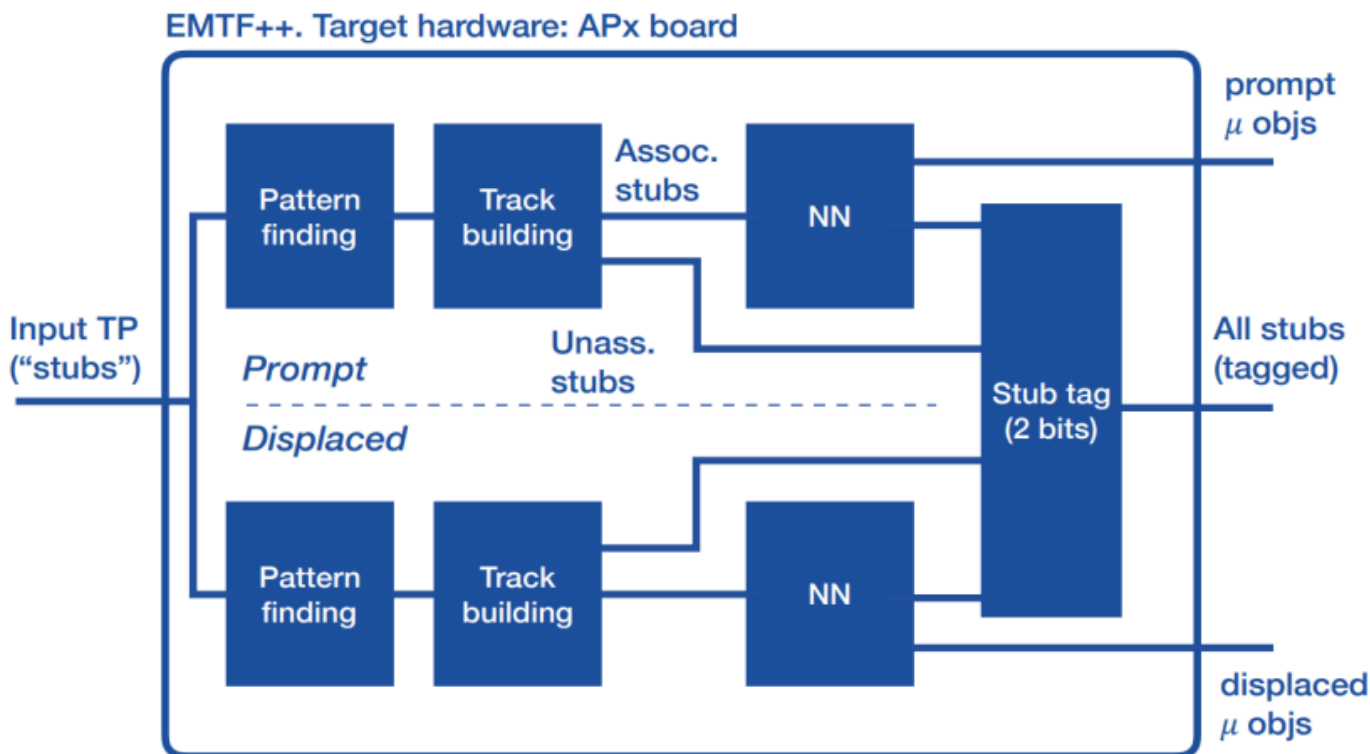 EMTF++. Target hardware: APx board
prompt
μ objs
Assoc.
stubs
Pattern
finding
Track
building
NN
Input TP
(“stubs”)
Unass.
stubs
All stubs
(tagged)
Prompt
Displaced
Stub tag
(2 bits)
Pattern
finding
Track
building
NN
displaced
μ objs